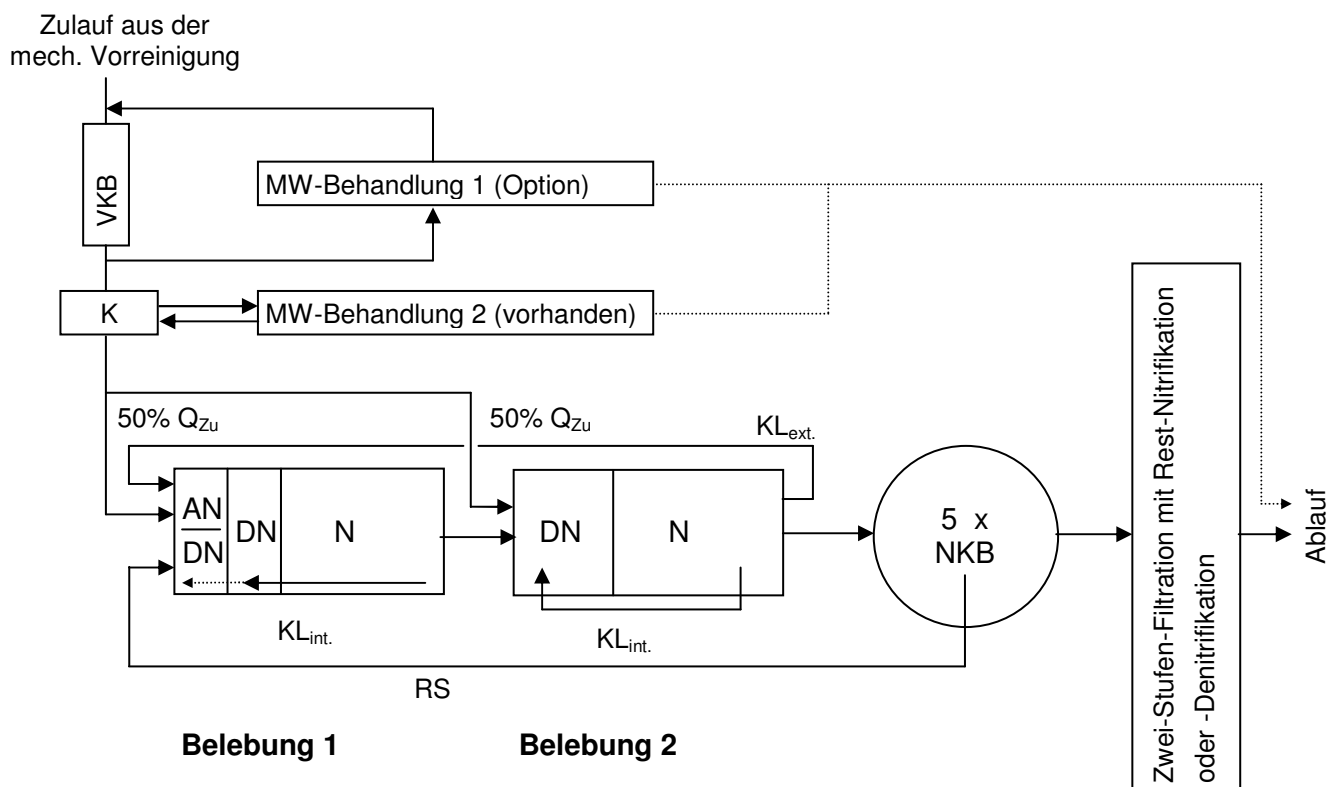 Zulauf aus der
mech. Vorreinigung
VKB
MW-Behandlung 1 (Option)
K
MW-Behandlung 2 (vorhanden)
50% QZu
50% QZu
KLext.
AN
DN
DN
N
DN
N
5 x
NKB
KLint.
KLint.
RS
Belebung 1
Belebung 2
Zwei-Stufen-Filtration mit Rest-Nitrifikation
oder -Denitrifikation
Ablauf